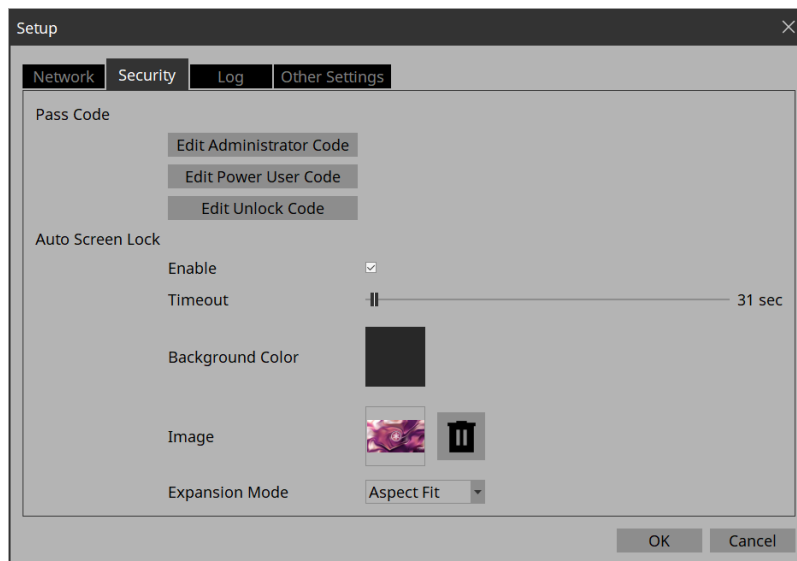 Setup
Network Security Log Other Settings
Pass Code
Edit Administrator Code
Edit Power User Code
Edit Unlock Code
Auto Screen Lock
Enable
Timeout 31 sec
Background Color
Image
Expansion Mode Aspect Fit
OK Cancel